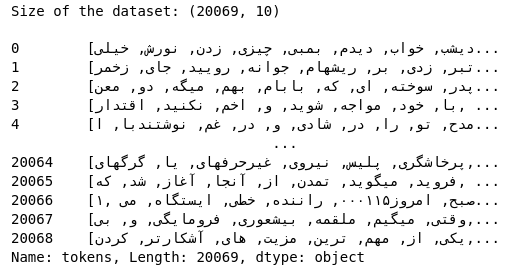 Size of the dataset: (20069, 10)
0 [دیشب, خواب, دیدم, بمبی, چیزی, زدن, نورش, خیلی...
1 [تبر, زدی, بر, ریشهام, جوانه, رویید, جای, زخمر...
2 [پدر, سوخته, ای, که, بابام, بهم, میگه, دو, معن...
3 [با, خود, مواجه, شوید, و, اخم, نکنید, اقتدار, ...
4 [مدح, تو, را, در, شادی, و, در, غم, نوشتندبا, ا...
...
20064 [پرخاشگری, پلیس, نیروی, غیرحرفهای, یا, گرگهای,...
20065 [فروید, میگوید, تمدن, از, آنجا, آغاز, شد, که, ...
20066 [صبح, امروز۱۱۵۰۰۰, راننده, خطی, ایستگاه, می, ۱,...
20067 [وقتی, میگیم, ملقمه, بیشعوری, فرومایگی, و, بی,...
20068 [یکی, از, مهم, ترین, مزیت, های, آشکارتر, کردن,...
Name: tokens, Length: 20069, dtype: object